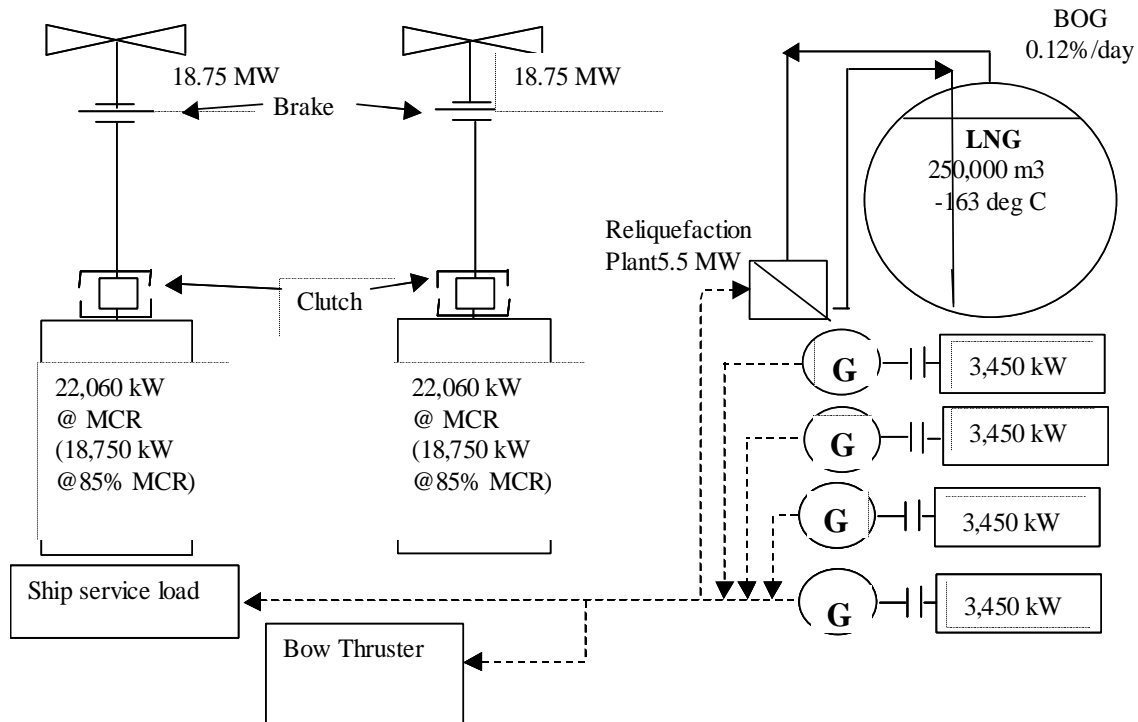 BOG
0.12%/day
18.75 MW
18.75 MW
Brake
LNG
250,000 m3
-163 deg C
Reliquefaction
Plant5.5 MW
Clutch
G
3,450 kW
22,060 kW
@ MCR
(18,750 kW
@85% MCR)
22,060 kW
@ MCR
(18,750 kW
@85% MCR)
G
3,450 kW
G
3,450 kW
Ship service load
G
3,450 kW
Bow Thruster